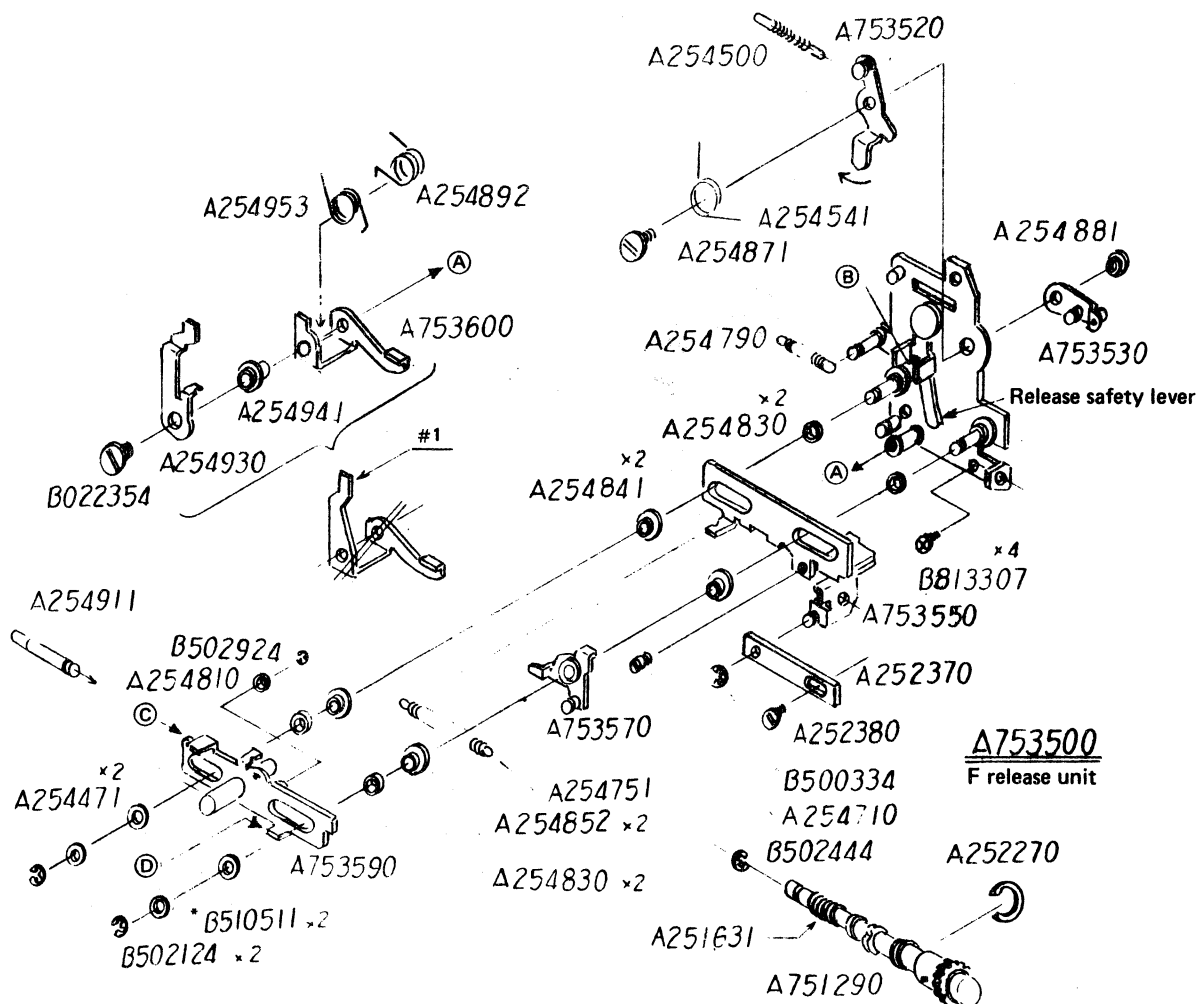 A753520
A254500
A254892
A254953
A254541
A254871
A254881
A
B
A753600
A254790
A753530
A254941
×2
A254830
Release safety lever
A254930
#1
×2
A254841
A
B022354
×4
B813307
A254911
A753550
B502924
A254810
A252370
C
A753570
A252380
A753500
F release unit
×2
A254471
A254751
B500334
A254852 ×2
A254710
D
A753590
B502444
A252270
A254830 ×2
* B510511 ×2
B502124 ×2
A251631
A751290